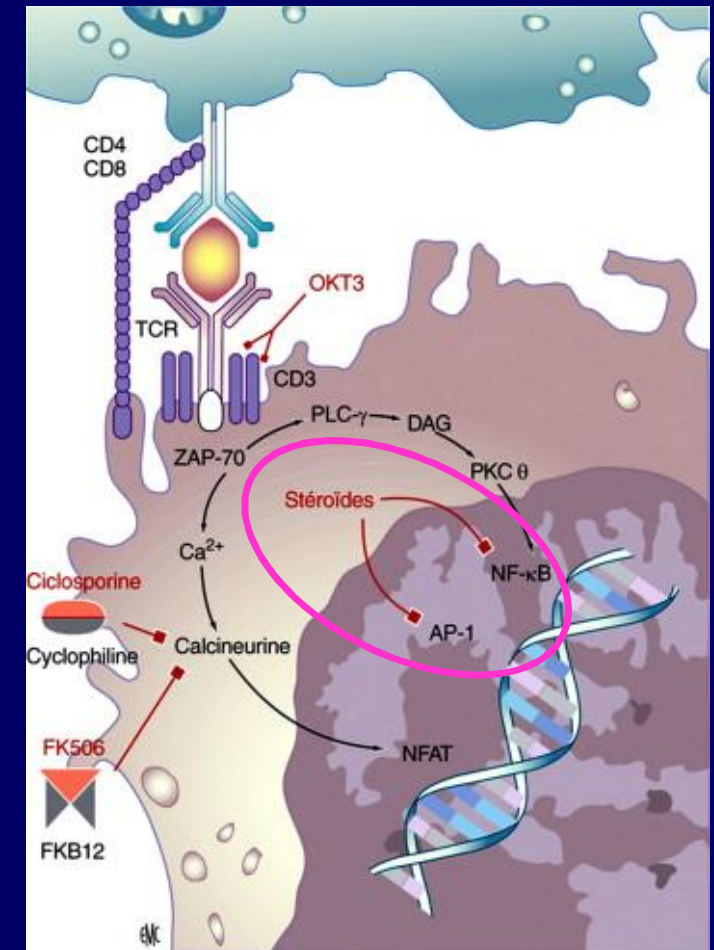 CD4
CD8
OKT3
TCR
CD3
PLC-γ
DAG
ZAP-70
PKC θ
Stéroïdes
Ca²⁺
NF-κB
Ciclosporine
AP-1
Cyclophiline
Calcineurine
FK506
NFAT
FKB12
EMC